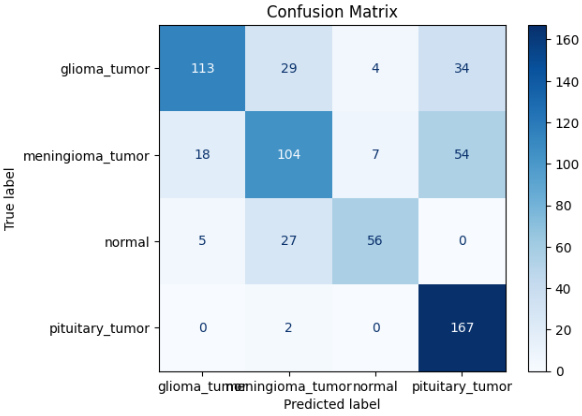 Confusion Matrix
True label
glioma_tumor 113 29 4 34
meningioma_tumor 18 104 7 54
normal 5 27 56 0
pituitary_tumor 0 2 0 167
glioma_tumor meningioma_tumor normal pituitary_tumor
Predicted label
160
140
120
100
80
60
40
20
0